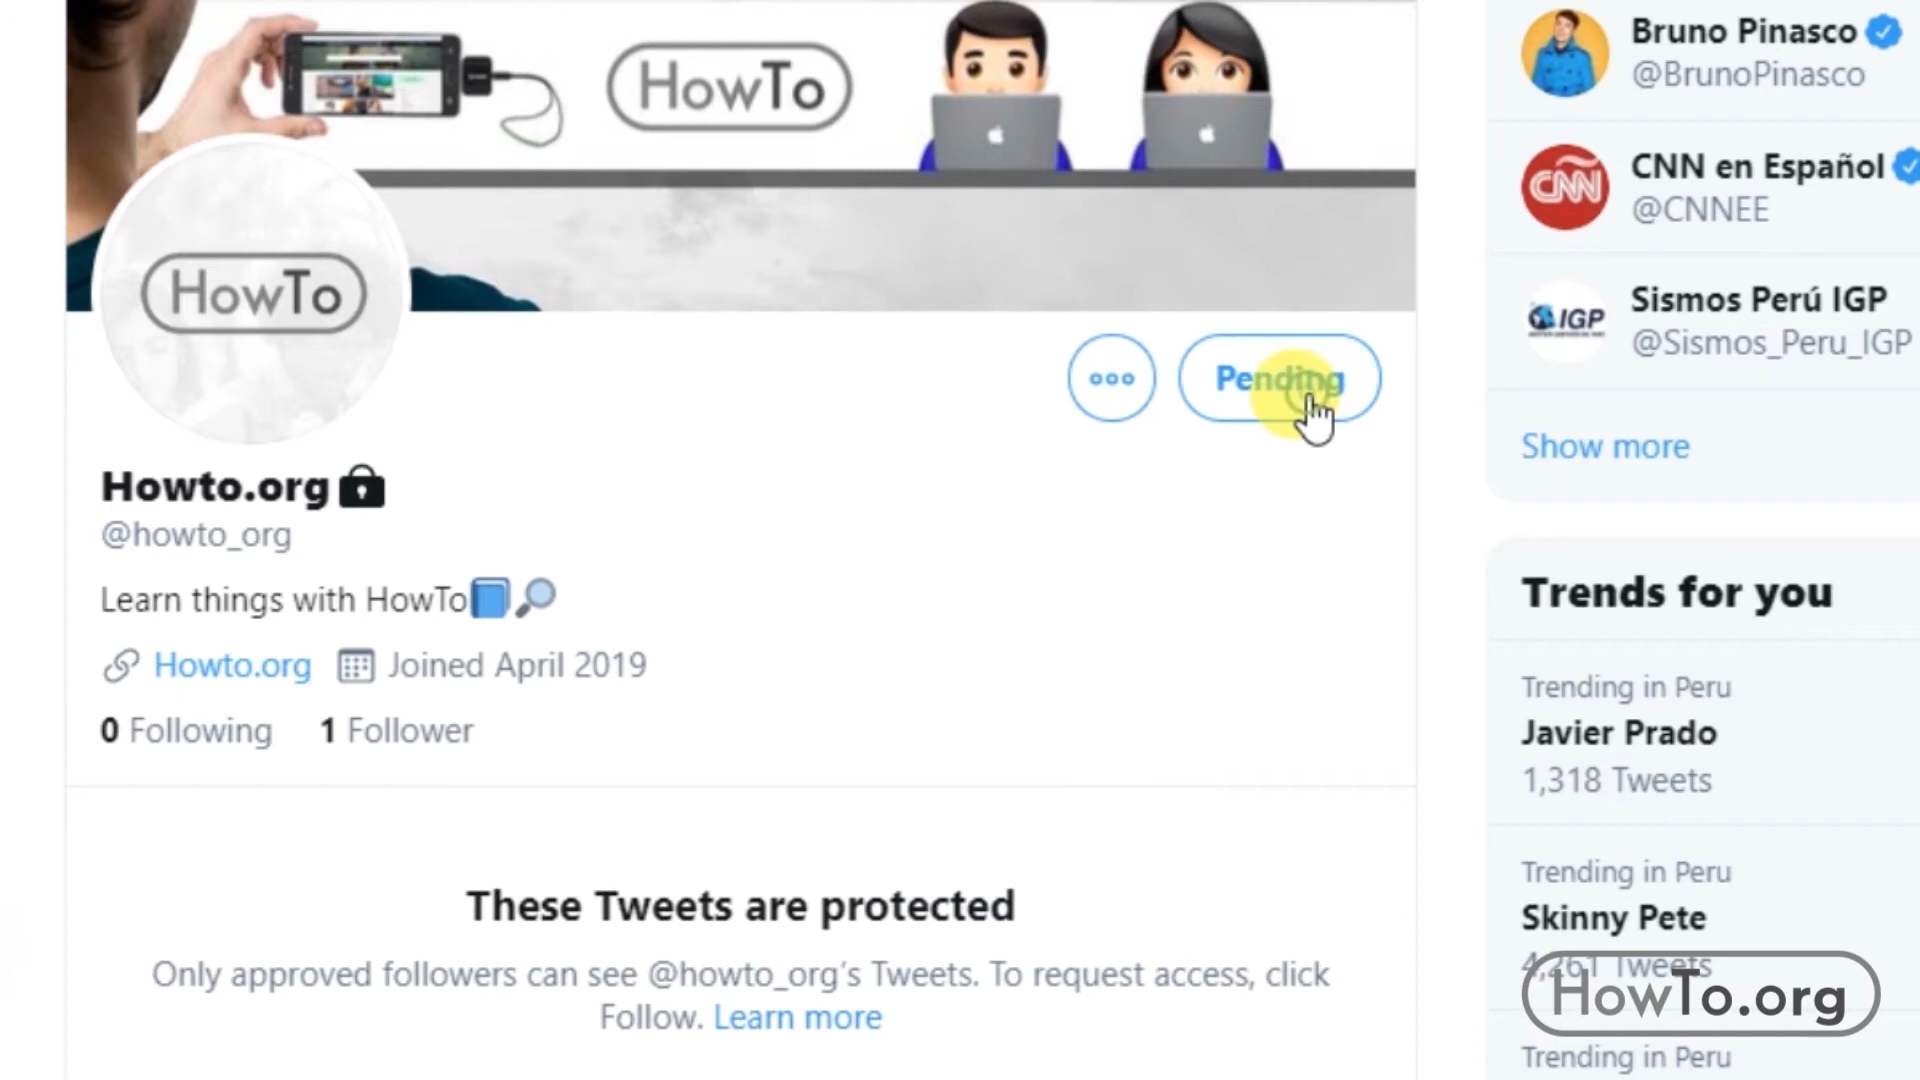 HowTo
HowTo
Pending
Howto.org
@howto_org
Learn things with HowTo
Howto.org Joined April 2019
0 Following 1 Follower
These Tweets are protected
Only approved followers can see @howto_org's Tweets. To request access, click
Follow. Learn more
Bruno Pinasco
@BrunoPinasco
CNN
CNN en Español
@CNNEE
IGP
Sismos Perú IGP
@Sismos_Peru_IGP
Show more
Trends for you
Trending in Peru
Javier Prado
1,318 Tweets
Trending in Peru
Skinny Pete
4,261 Tweets
HowTo.org
Trending in Peru